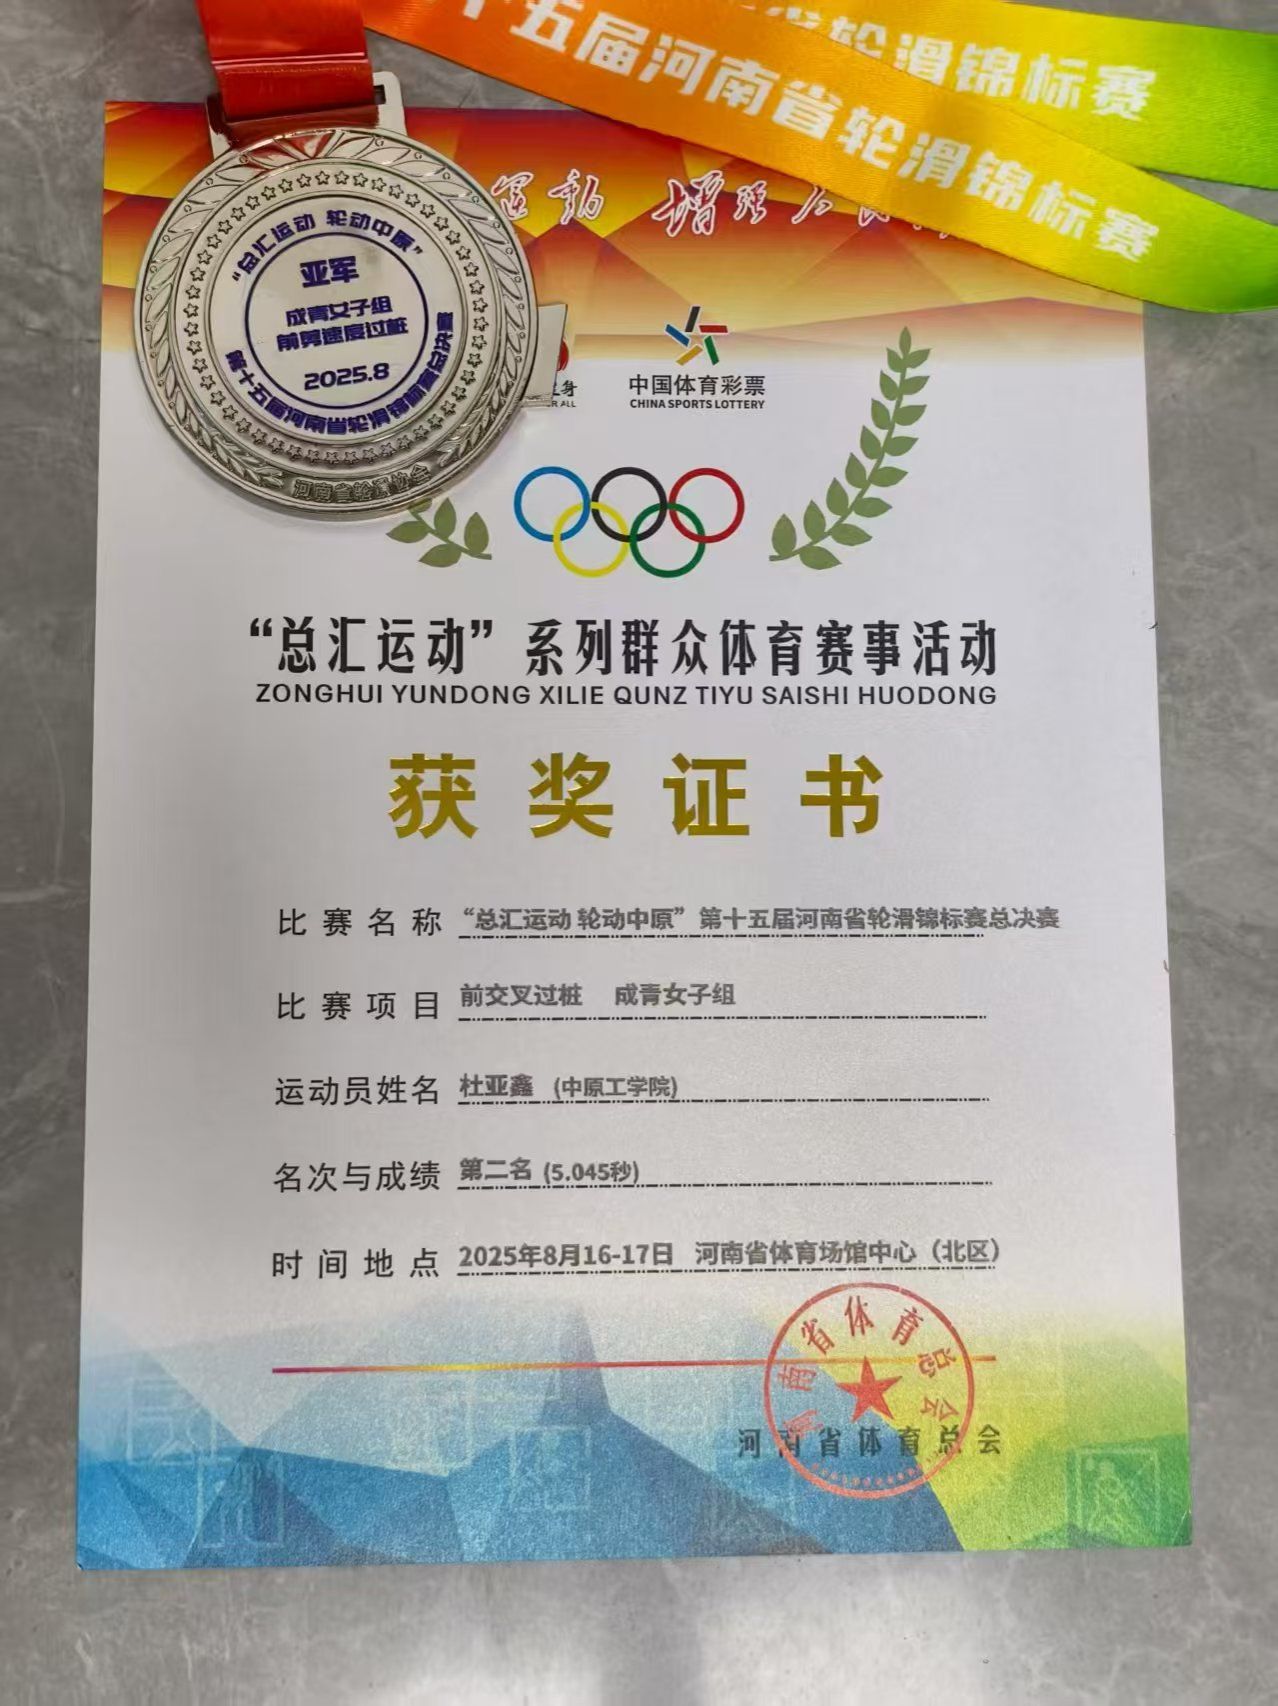 十五届河南省轮滑锦标赛
轮滑锦标赛
运动 增强人民
“总汇运动 轮动中原”
亚军
成青女子组
前剪速度过桩
2025.8
第十五届河南省轮滑锦标赛总决赛
河南省轮滑协会
中国体育彩票
CHINA SPORTS LOTTERY
“总汇运动”系列群众体育赛事活动
ZONGHUI YUNDONG XILIE QUNZ TIYU SAISHI HUODONG
获奖证书
比赛名称 “总汇运动 轮动中原”第十五届河南省轮滑锦标赛总决赛
比赛项目 前交叉过桩 成青女子组
运动员姓名 杜亚鑫 (中原工学院)
名次与成绩 第二名 (5.045秒)
时间地点 2025年8月16-17日 河南省体育场馆中心（北区）
河南省体育总会
河南省体育总会